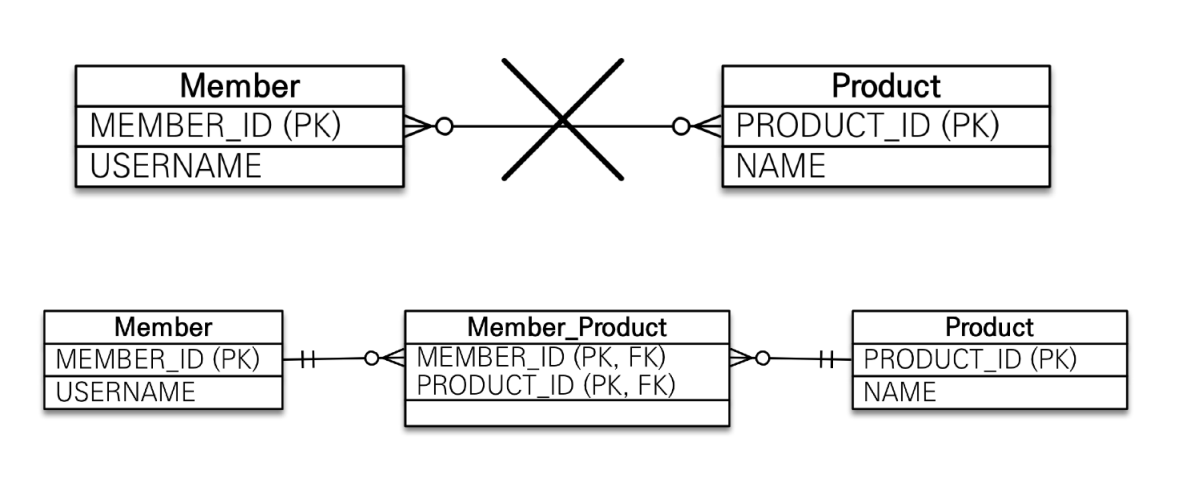 Member
MEMBER_ID (PK)
USERNAME
Product
PRODUCT_ID (PK)
NAME
Member
MEMBER_ID (PK)
USERNAME
Member_Product
MEMBER_ID (PK, FK)
PRODUCT_ID (PK, FK)
Product
PRODUCT_ID (PK)
NAME